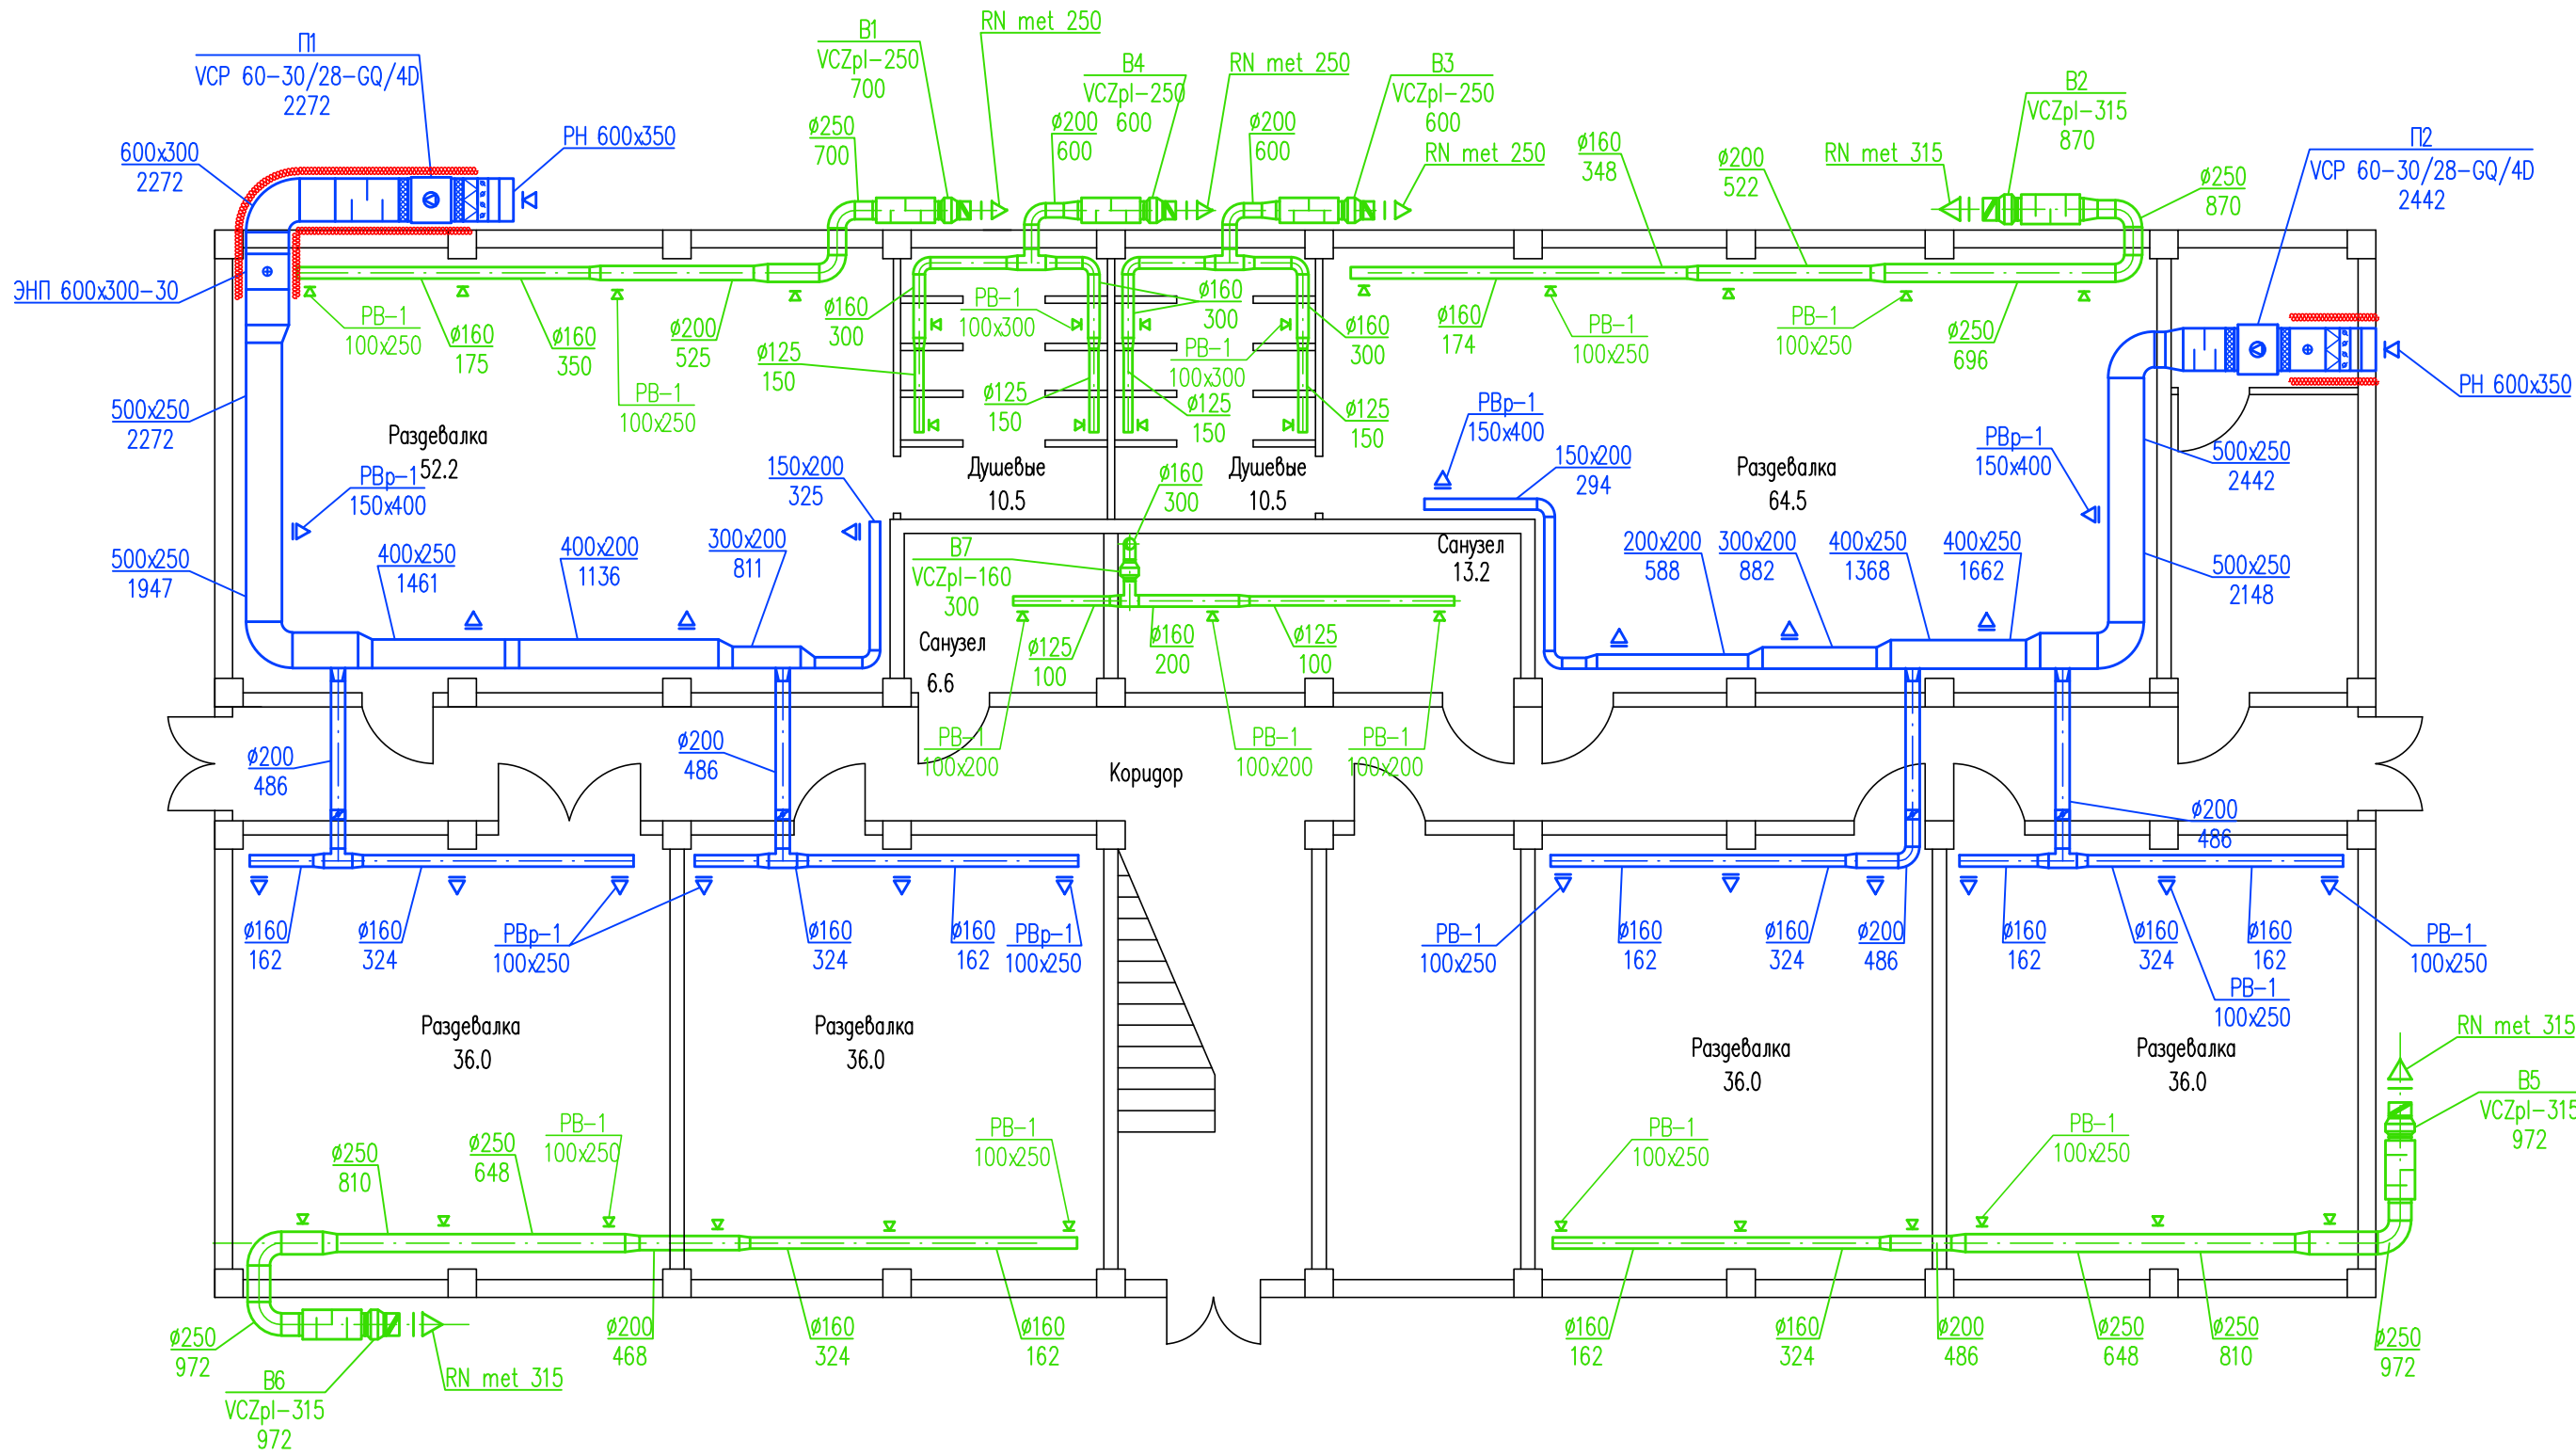 П1
VCP 60-30/28-GQ/4D
2272
600x300
2272
PH 600x350
ЭНП 600x300-30
В1
VCZpl-250
700
RN met 250
ø250
700
В4
VCZpl-250
600
ø200
600
RN met 250
ø200
600
В3
VCZpl-250
600
RN met 250
ø160
348
ø200
522
RN met 315
В2
VCZpl-315
870
ø250
870
П2
VCP 60-30/28-GQ/4D
2442
PH 600x350
РВ-1
100x250
ø160
175
ø160
350
ø200
525
РВ-1
100x250
ø125
150
ø160
300
РВ-1
100x300
ø125
150
ø160
300
РВ-1
100x300
ø125
150
ø160
300
ø125
150
ø160
174
РВ-1
100x250
РВ-1
100x250
ø250
696
500x250
2272
Раздевалка
52.2
РВр-1
150x400
150x200
325
500x250
1947
400x250
1461
400x200
1136
300x200
811
Душевые
10.5
Душевые
10.5
ø160
300
В7
VCZpl-160
300
Санузел
13.2
Санузел
6.6
ø125
100
ø160
200
ø125
100
РВ-1
100x200
РВ-1
100x200
РВ-1
100x200
РВр-1
150x400
150x200
294
Раздевалка
64.5
РВр-1
150x400
500x250
2442
200x200
588
300x200
882
400x250
1368
400x250
1662
500x250
2148
ø200
486
ø200
486
Коридор
ø200
486
ø160
162
ø160
324
РВр-1
100x250
ø160
324
ø160
162
РВр-1
100x250
РВ-1
100x250
ø160
162
ø160
324
ø200
486
ø160
162
ø160
324
ø160
162
РВ-1
100x250
РВ-1
100x250
Раздевалка
36.0
Раздевалка
36.0
Раздевалка
36.0
Раздевалка
36.0
RN met 315
В5
VCZpl-315
972
ø250
810
ø250
648
РВ-1
100x250
РВ-1
100x250
РВ-1
100x250
РВ-1
100x250
ø250
972
В6
VCZpl-315
972
RN met 315
ø200
468
ø160
324
ø160
162
ø160
162
ø160
324
ø200
486
ø250
648
ø250
810
ø250
972